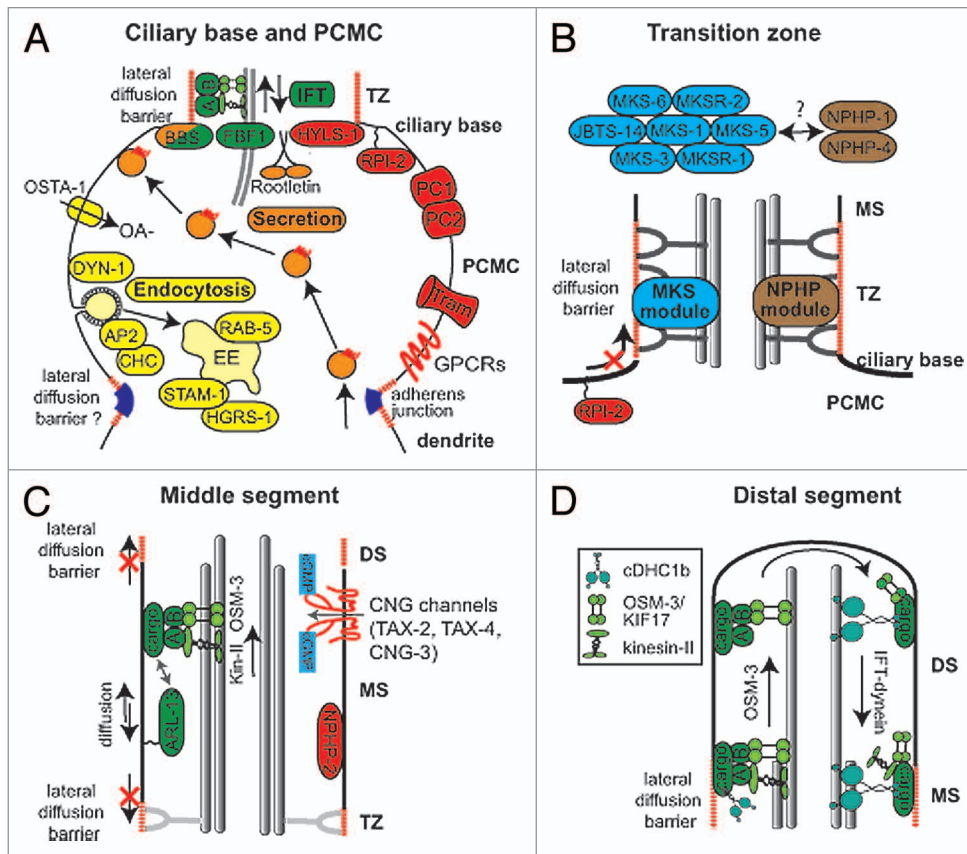 A
Ciliary base and PCMC
lateral
diffusion
barrier
A
B
IFT
TZ
BBS
FBF1
HYLS-1
ciliary base
RPI-2
Rootletin
OSTA-1
OA-
Secretion
PC1
PC2
DYN-1
Endocytosis
PCMC
RAB-5
AP2
CHC
EE
Tram
GPCRs
STAM-1
HGRS-1
lateral
diffusion
barrier ?
adherens
junction
dendrite
B
Transition zone
MKS-6
MKSR-2
JBTS-14
MKS-1
MKS-5
MKS-3
MKSR-1
?
NPHP-1
NPHP-4
MS
lateral
diffusion
barrier
MKS
module
NPHP
module
TZ
ciliary base
RPI-2
PCMC
C
Middle segment
lateral
diffusion
barrier
DS
cargo
A
B
A
Kin-II OSM-3
cGMP
cGMP
CNG channels
(TAX-2, TAX-4,
CNG-3)
diffusion
ARL-13
MS
NPHP-2
lateral
diffusion
barrier
TZ
D
Distal segment
cDHC1b
OSM-3/
KIF17
kinesin-II
cargo
A
B
cargo
DS
OSM-3
IFT-dynein
cargo
A
B
cargo
MS
lateral
diffusion
barrier